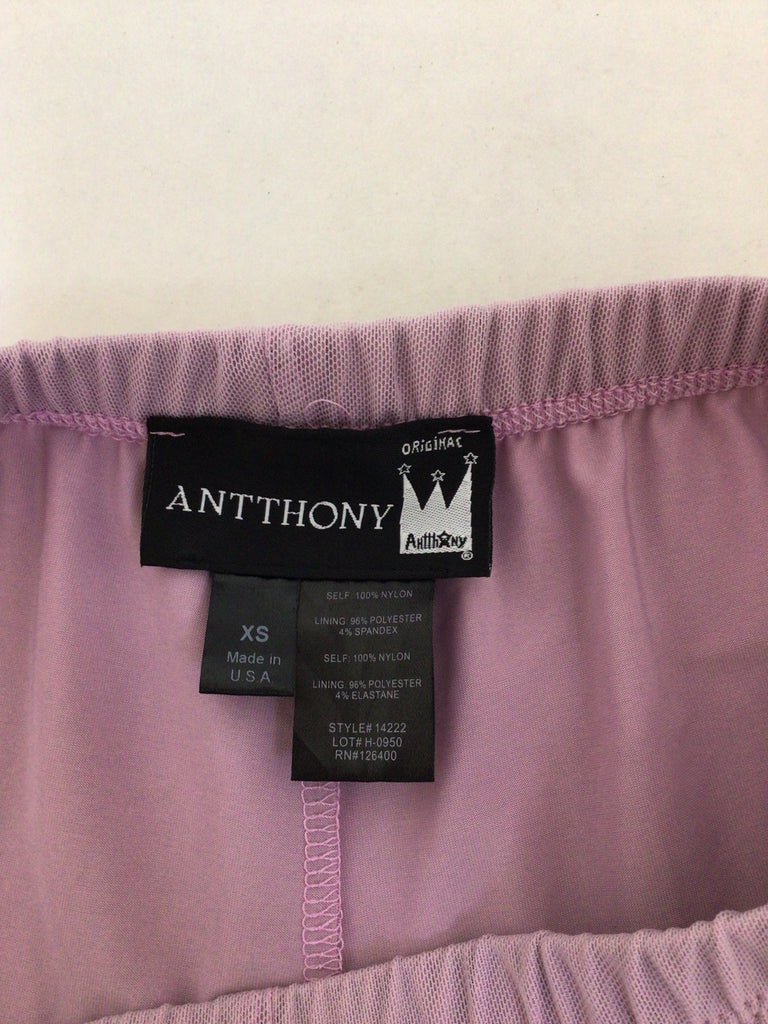 ORiGiNAL
ANTTHONY
Antthony
®
XS
Made in
U S A
SELF: 100% NYLON
LINING: 96% POLYESTER
4% SPANDEX
SELF: 100% NYLON
LINING: 96% POLYESTER
4% ELASTANE
STYLE# 14222
LOT# H-0950
RN#126400